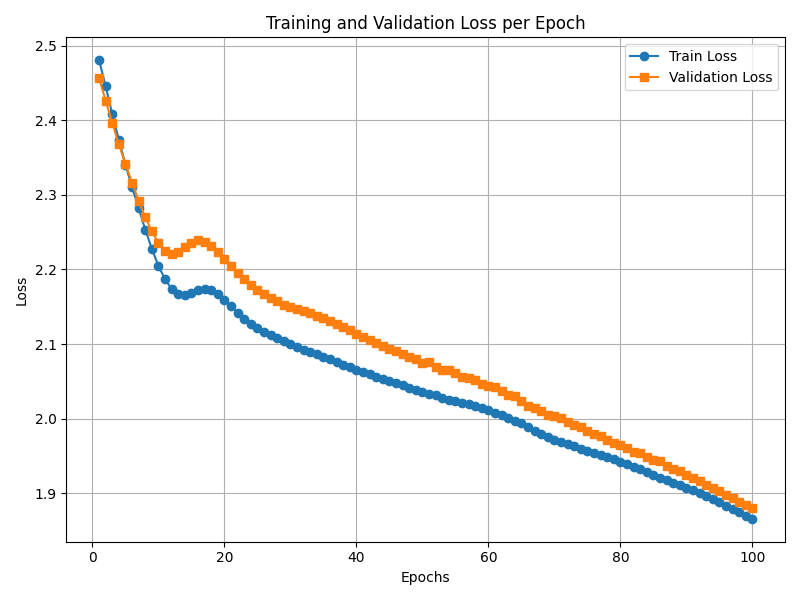 Training and Validation Loss per Epoch
Train Loss
Validation Loss
2.5
2.4
2.3
2.2
2.1
2.0
1.9
Loss
0 20 40 60 80 100
Epochs